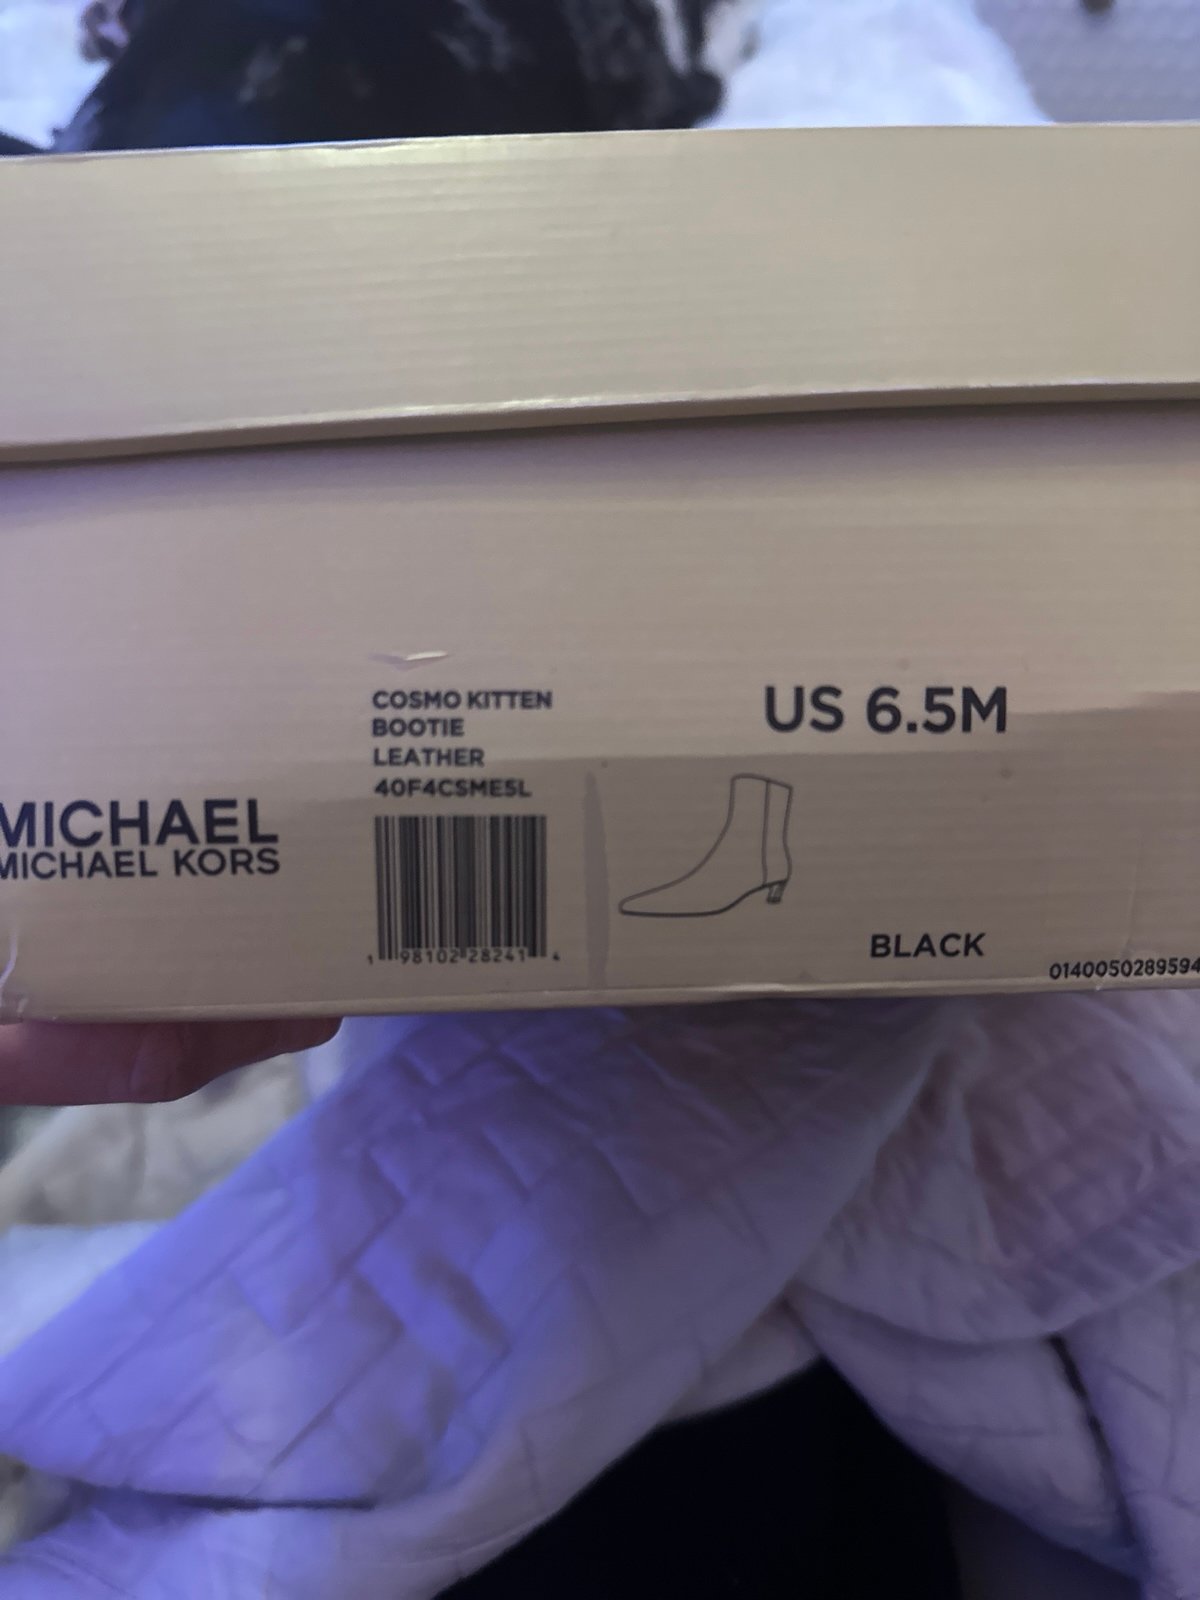 COSMO KITTEN
BOOTIE
LEATHER
40F4CSME5L
US 6.5M
MICHAEL
MICHAEL KORS
1 98102 28241 4
BLACK
0140050289594